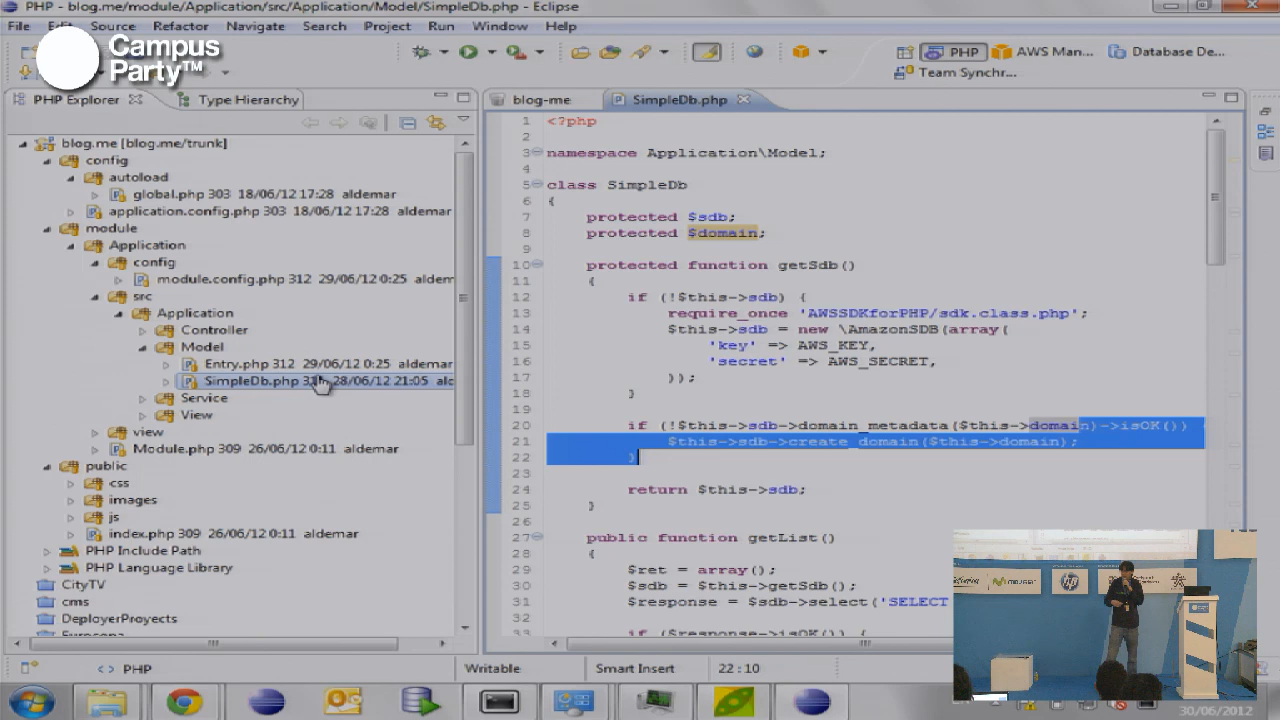 PHP - blog.me/module/Application/src/Application/Model/SimpleDb.php - Eclipse
File Edit Source Refactor Navigate Search Project Run Window Help
Campus
Party™
PHP AWS Man... Database De...
Team Synchr...
PHP Explorer Type Hierarchy
blog.me [blog.me/trunk]
config
autoload
global.php 303 18/06/12 17:28 aldemar
application.config.php 303 18/06/12 17:28 aldemar
module
Application
config
module.config.php 312 29/06/12 0:25 aldem
src
Application
Controller
Model
Entry.php 312 29/06/12 0:25 aldemar
SimpleDb.php 28/06/12 21:05
Service
View
view
Module.php 309 26/06/12 0:11 aldemar
public
css
images
js
index.php 309 26/06/12 0:11 aldemar
PHP Include Path
PHP Language Library
CityTV
cms
DeployerProjects
blog-me SimpleDb.php
1 <?php
2
3 namespace Application\Model;
4
5 class SimpleDb
6 {
7 protected $sdb;
8 protected $domain;
9
10 protected function getSdb()
11 {
12 if (!$this->sdb) {
13 require_once 'AWSSDKforPHP/sdk.class.php';
14 $this->sdb = new \AmazonSDB(array(
15 'key' => AWS_KEY,
16 'secret' => AWS_SECRET,
17 ));
18 }
19
20 if (!$this->sdb->domain_metadata($this->domain)->isOK()) {
21 $this->sdb->create_domain($this->domain);
22 }
23
24 return $this->sdb;
25 }
26
27 public function getList()
28 {
29 $ret = array();
30 $sdb = $this->getSdb();
31 $response = $sdb->select('SELECT
32
33 if ($response->isOK()) {
hp
<> PHP Writable Smart Insert 22:10
30/06/2012